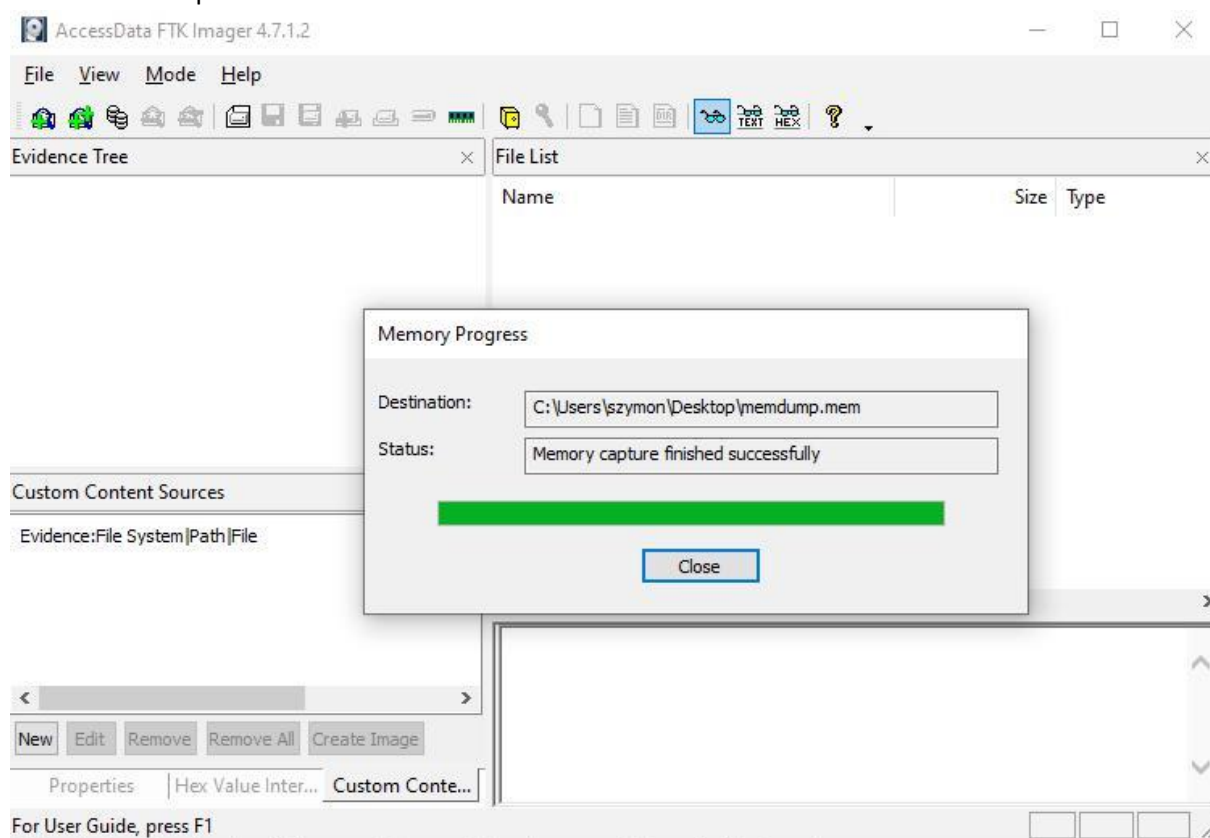 AccessData FTK Imager 4.7.1.2
File View Mode Help
TEXT HEX
Evidence Tree
File List
Name Size Type
Memory Progress
Destination: C:\Users\szymon\Desktop\memdump.mem
Status: Memory capture finished successfully
Close
Custom Content Sources
Evidence:File System|Path|File
New Edit Remove Remove All Create Image
Properties Hex Value Inter... Custom Conte...
For User Guide, press F1